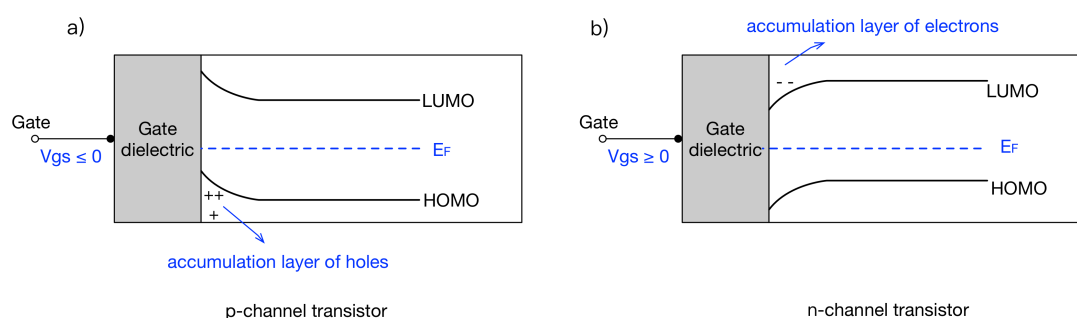 a)
Gate
Vgs ≤ 0
Gate
dielectric
LUMO
EF
HOMO
++
+
accumulation layer of holes
p-channel transistor
b)
accumulation layer of electrons
Gate
Vgs ≥ 0
Gate
dielectric
- -
LUMO
EF
HOMO
n-channel transistor